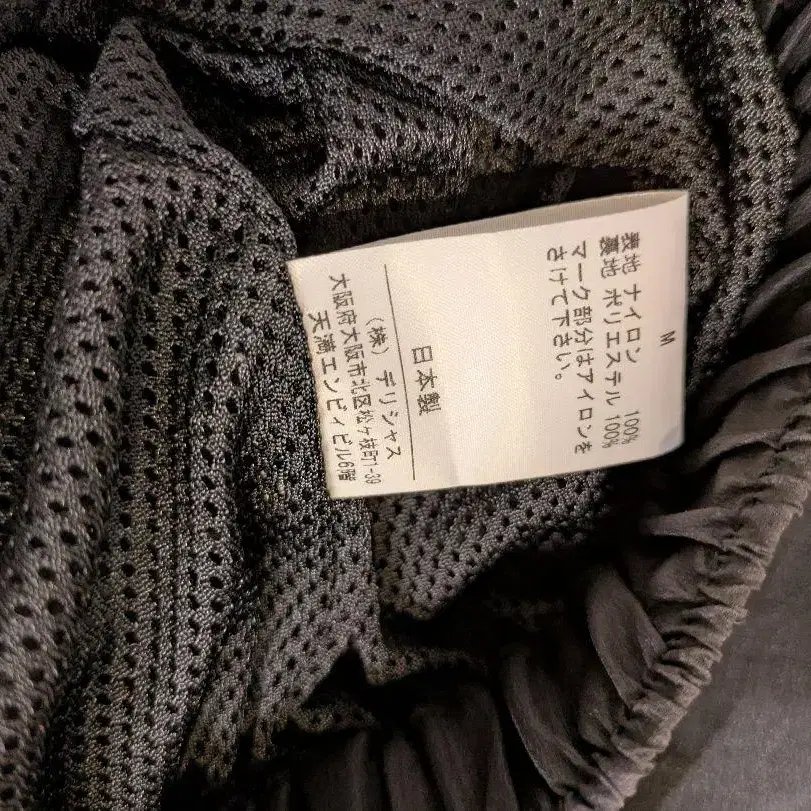 M
表地 ナイロン 100%
裏地 ポリエステル 100%
マーク部分はアイロンを
さけて下さい。
日本製
(株) デリシャス
大阪府大阪市北区松ヶ枝町1-39
天満エンビィビル6階